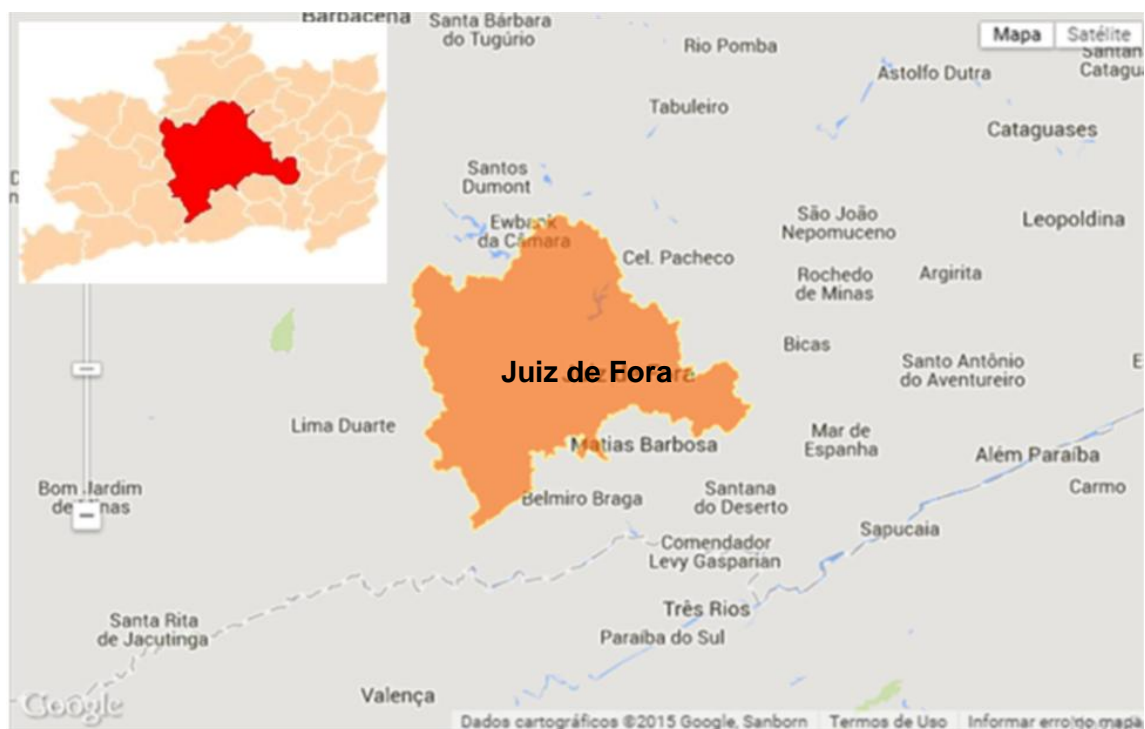 Barbacena
Santa Bárbara
do Tugúrio
Rio Pomba
Mapa
Satélite
Astolfo Dutra
Tabuleiro
Cataguases
Santos
Dumont
Ewbank
da Câmara
São João
Nepomuceno
Leopoldina
Cel. Pacheco
Rochedo
de Minas
Argirita
Bicas
Santo Antônio
do Aventureiro
Juiz de Fora
Lima Duarte
Matias Barbosa
Mar de
Espanha
Além Paraíba
Bom Jardim
de Minas
Belmiro Braga
Santana
do Deserto
Carmo
Sapucaia
Comendador
Levy Gasparian
Três Rios
Santa Rita
de Jacutinga
Paraíba do Sul
Valença
Google
Dados cartográficos ©2015 Google, Sanborn
Termos de Uso
Informar erro no mapa